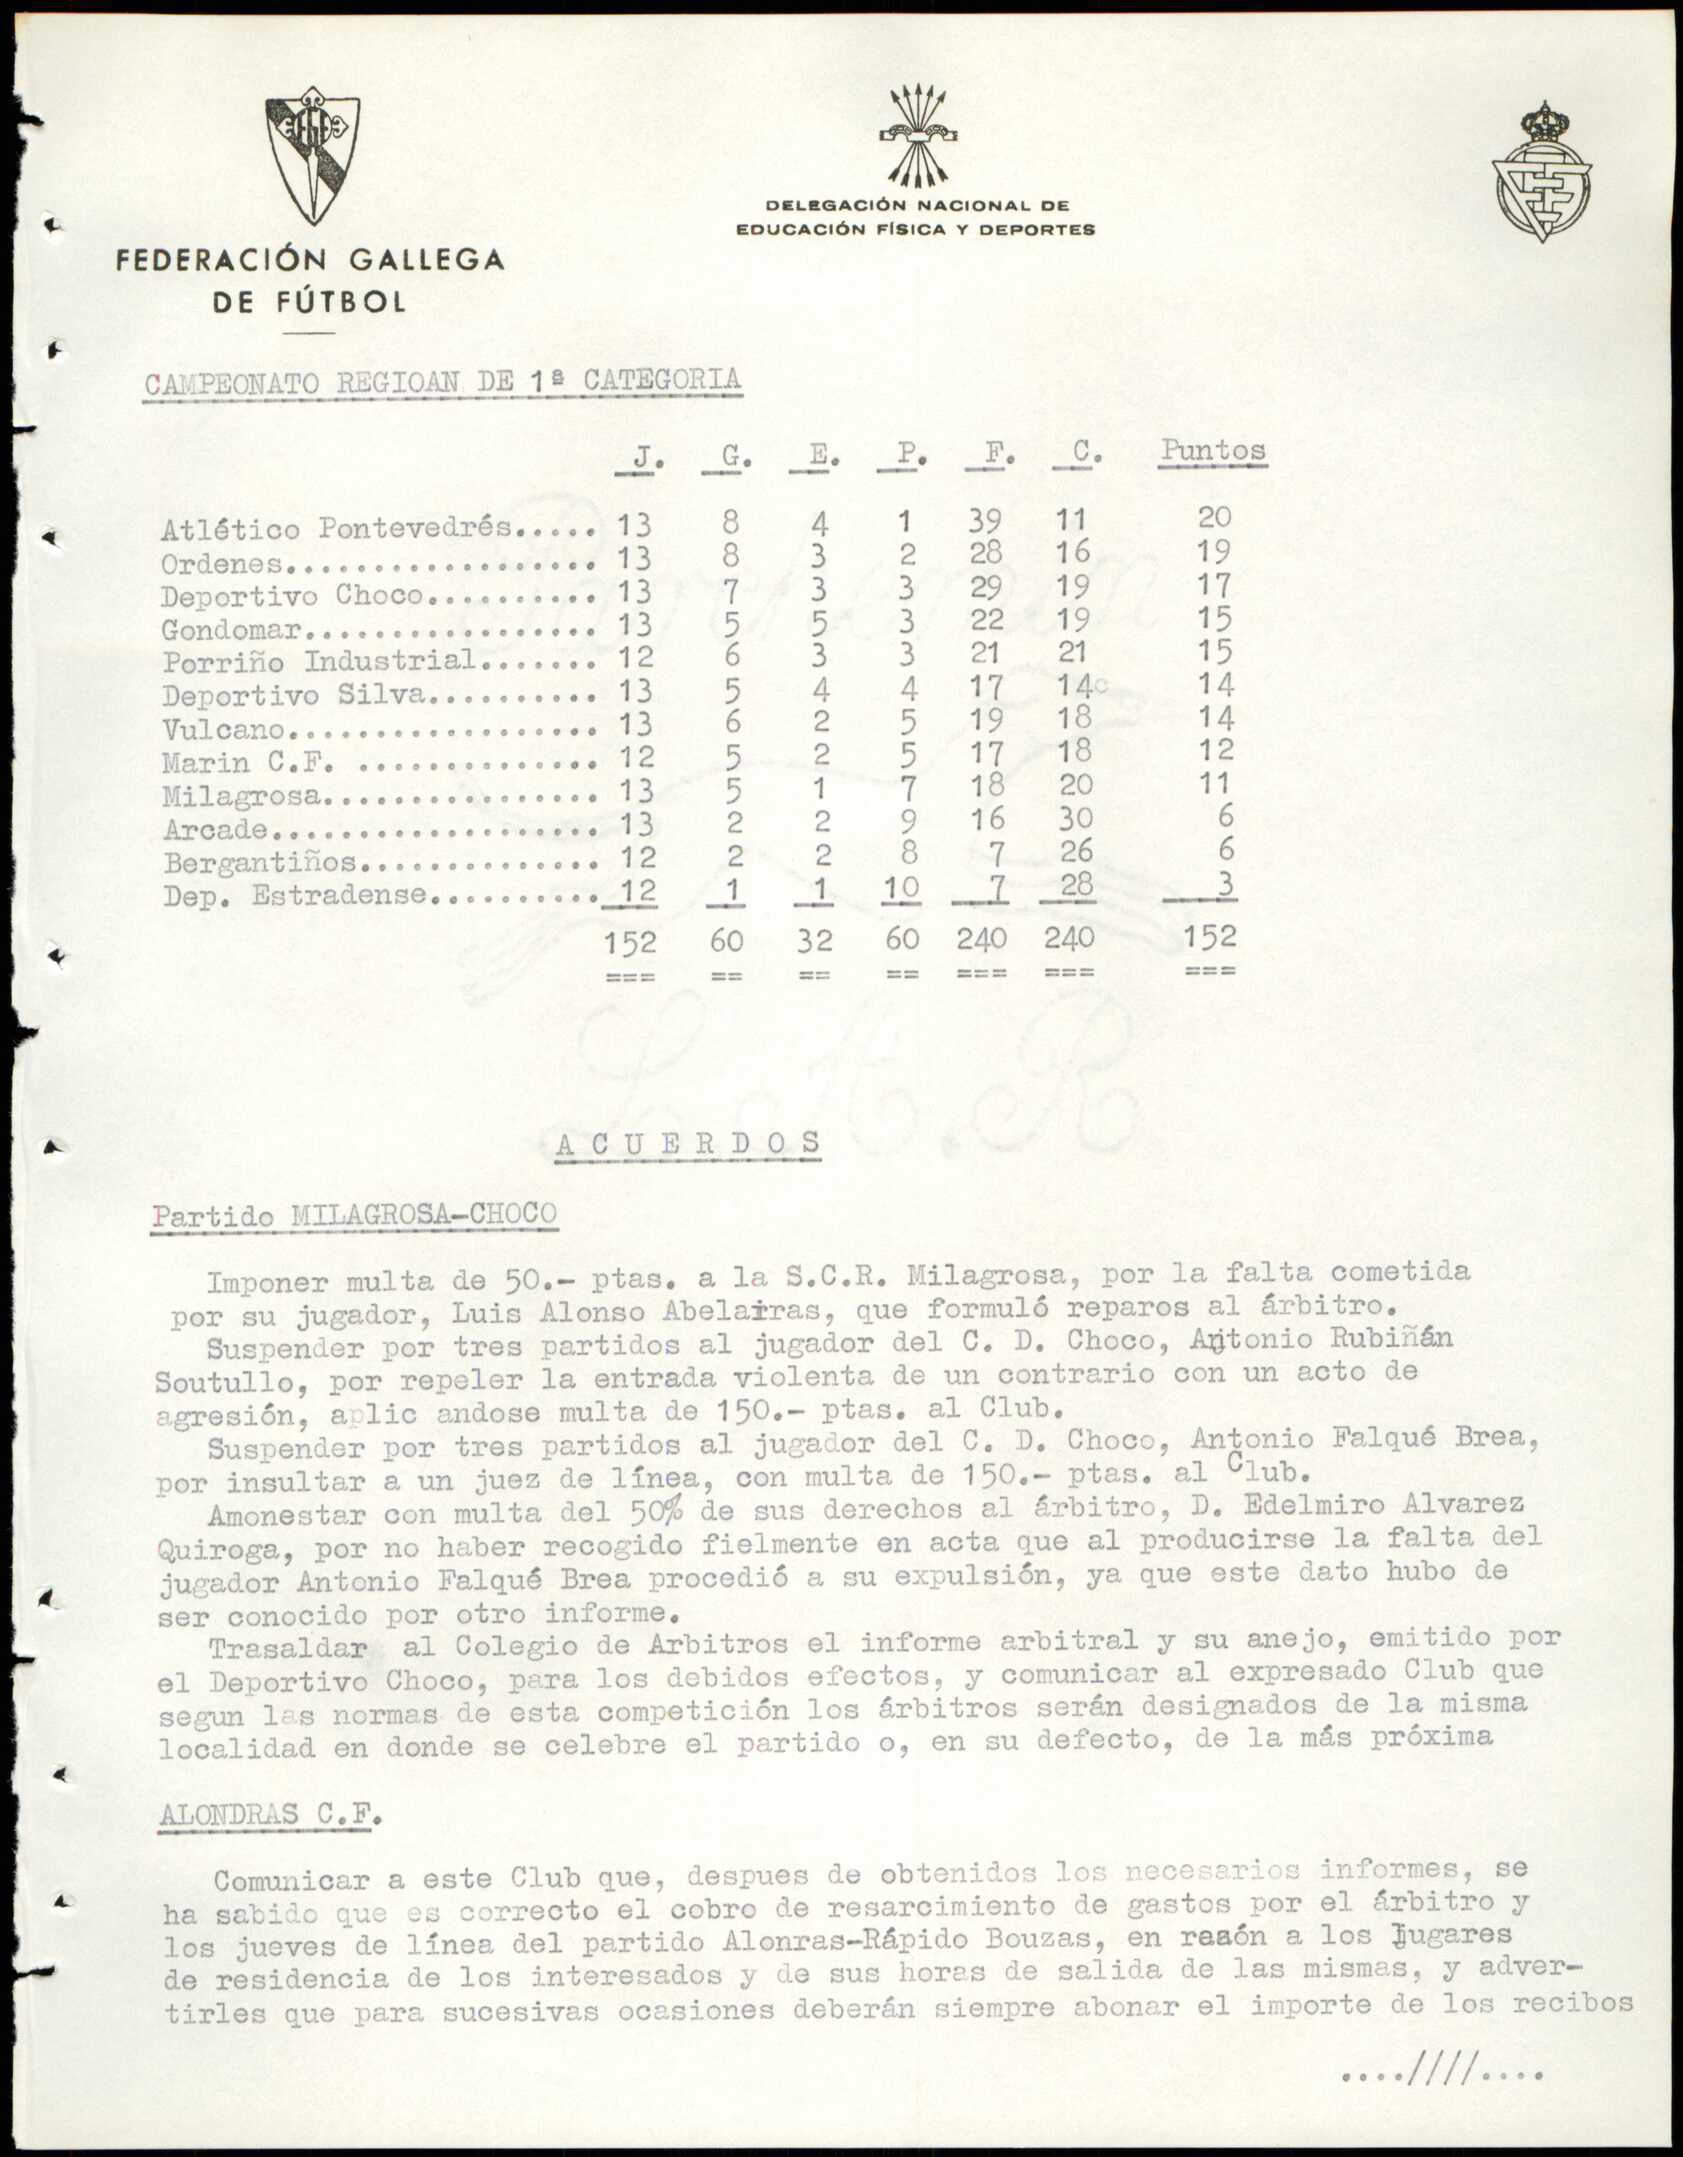 FEDERACIÓN GALLEGA
DE FÚTBOL
DELEGACIÓN NACIONAL DE
EDUCACIÓN FÍSICA Y DEPORTES
CAMPEONATO REGIOAN DE 1ª CATEGORIA
J. G. E. P. F. C. Puntos
Atlético Pontevedrés..... 13 8 4 1 39 11 20
Ordenes.................. 13 8 3 2 28 16 19
Deportivo Choco.......... 13 7 3 3 29 19 17
Gondomar................. 13 5 5 3 22 19 15
Porriño Industrial....... 12 6 3 3 21 21 15
Deportivo Silva.......... 13 5 4 4 17 14 14
Vulcano.................. 13 6 2 5 19 18 14
Marin C.F. .............. 12 5 2 5 17 18 12
Milagrosa................ 13 5 1 7 18 20 11
Arcade................... 13 2 2 9 16 30 6
Bergantiños.............. 12 2 2 8 7 26 6
Dep. Estradense.......... 12 1 1 10 7 28 3
152 60 32 60 240 240 152
=== == == == === === ===
A C U E R D O S
Partido MILAGROSA-CHOCO
Imponer multa de 50.- ptas. a la S.C.R. Milagrosa, por la falta cometida
por su jugador, Luis Alonso Abelairas, que formuló reparos al árbitro.
Suspender por tres partidos al jugador del C. D. Choco, Antonio Rubiñán
Soutullo, por repeler la entrada violenta de un contrario con un acto de
agresión, aplic andose multa de 150.- ptas. al Club.
Suspender por tres partidos al jugador del C. D. Choco, Antonio Falqué Brea,
por insultar a un juez de línea, con multa de 150.- ptas. al Club.
Amonestar con multa del 50% de sus derechos al árbitro, D. Edelmiro Alvarez
Quiroga, por no haber recogido fielmente en acta que al producirse la falta del
jugador Antonio Falqué Brea procedió a su expulsión, ya que este dato hubo de
ser conocido por otro informe.
Trasaldar al Colegio de Arbitros el informe arbitral y su anejo, emitido por
el Deportivo Choco, para los debidos efectos, y comunicar al expresado Club que
segun las normas de esta competición los árbitros serán designados de la misma
localidad en donde se celebre el partido o, en su defecto, de la más próxima
ALONDRAS C.F.
Comunicar a este Club que, despues de obtenidos los necesarios informes, se
ha sabido que es correcto el cobro de resarcimiento de gastos por el árbitro y
los jueves de línea del partido Alonras-Rápido Bouzas, en razón a los lugares
de residencia de los interesados y de sus horas de salida de las mismas, y adver-
tirles que para sucesivas ocasiones deberán siempre abonar el importe de los recibos
....////....